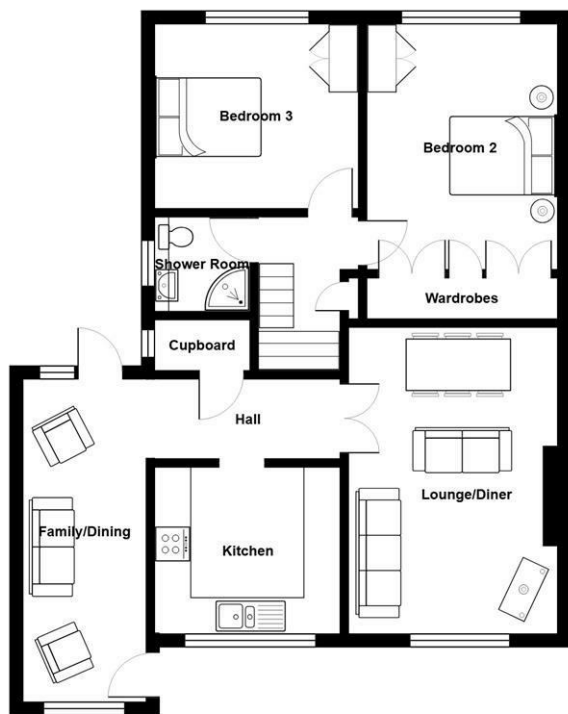 Bedroom 3
Bedroom 2
Shower Room
Wardrobes
Cupboard
Hall
Lounge/Diner
Family/Dining
Kitchen